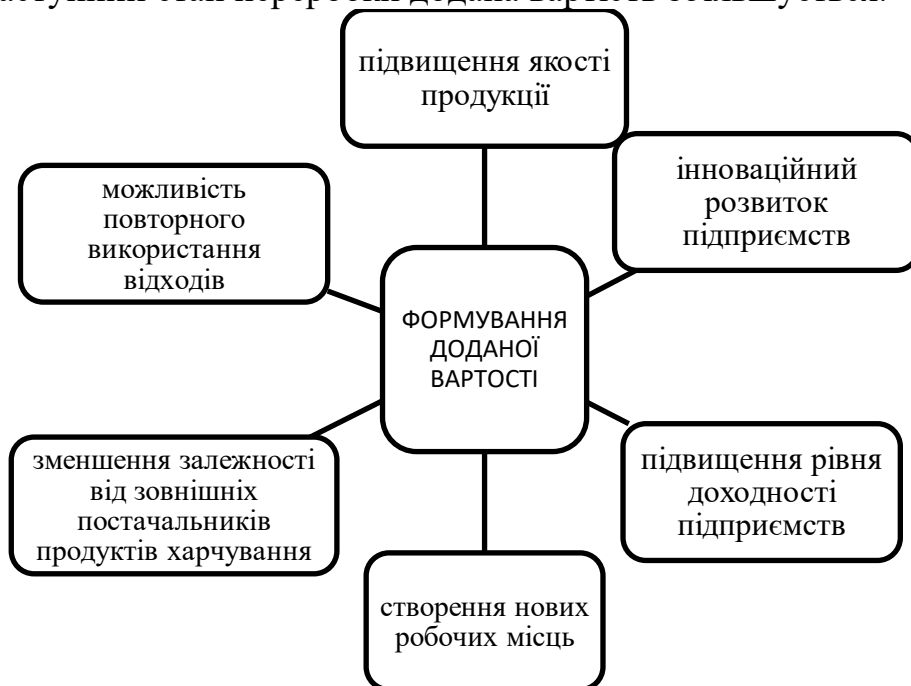 підвищення якості
продукції
інноваційний
розвиток
підприємств
можливість
повторного
використання
відходів
ФОРМУВАННЯ
ДОДАНОЇ
ВАРТОСТІ
зменшення залежності
від зовнішніх
постачальників
продуктів харчування
підвищення рівня
доходності
підприємств
створення нових
робочих місць